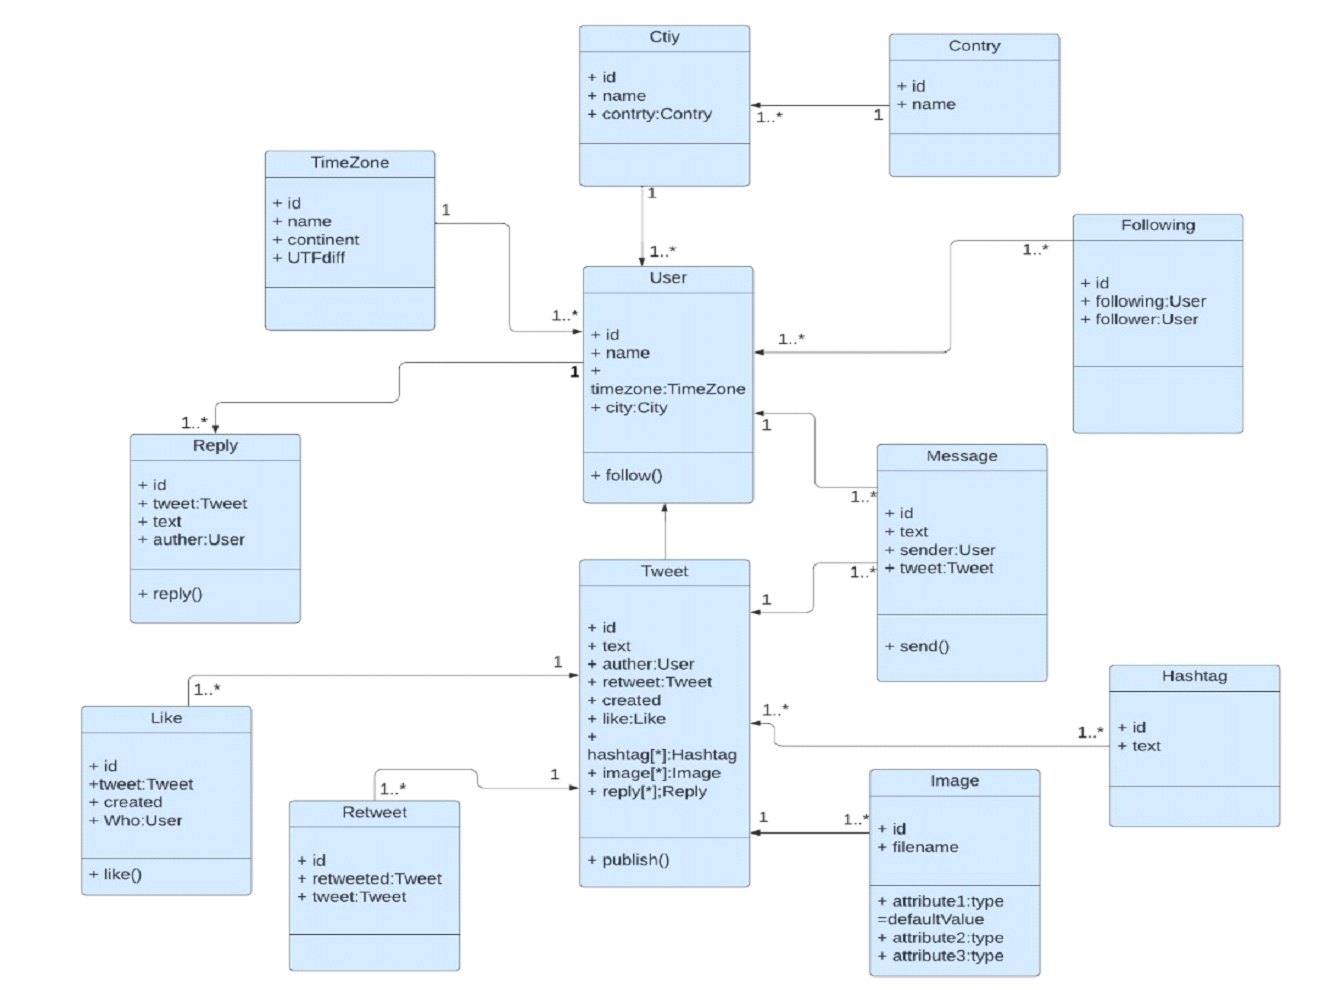 Ctiy
+ id
+ name
+ contrty:Contry
Contry
+ id
+ name
1..*
1
TimeZone
+ id
+ name
+ continent
+ UTFdiff
1
1..*
1
1..*
Following
+ id
+ following:User
+ follower:User
1..*
1..*
User
+ id
+ name
+
timezone:TimeZone
+ city:City
+ follow()
1
1..*
Reply
+ id
+ tweet:Tweet
+ text
+ auther:User
+ reply()
1
1..*
Message
+ id
+ text
+ sender:User
+ tweet:Tweet
+ send()
1..*
1
Tweet
+ id
+ text
+ auther:User
+ retweet:Tweet
+ created
+ like:Like
+
hashtag[*]:Hashtag
+ image[*]:Image
+ reply[*];Reply
+ publish()
1
1..*
Like
+ id
+tweet:Tweet
+ created
+ Who:User
+ like()
1
1..*
Retweet
+ id
+ retweeted:Tweet
+ tweet:Tweet
1..*
1..*
Hashtag
+ id
+ text
1
1..*
Image
+ id
+ filename
+ attribute1:type
=defaultValue
+ attribute2:type
+ attribute3:type